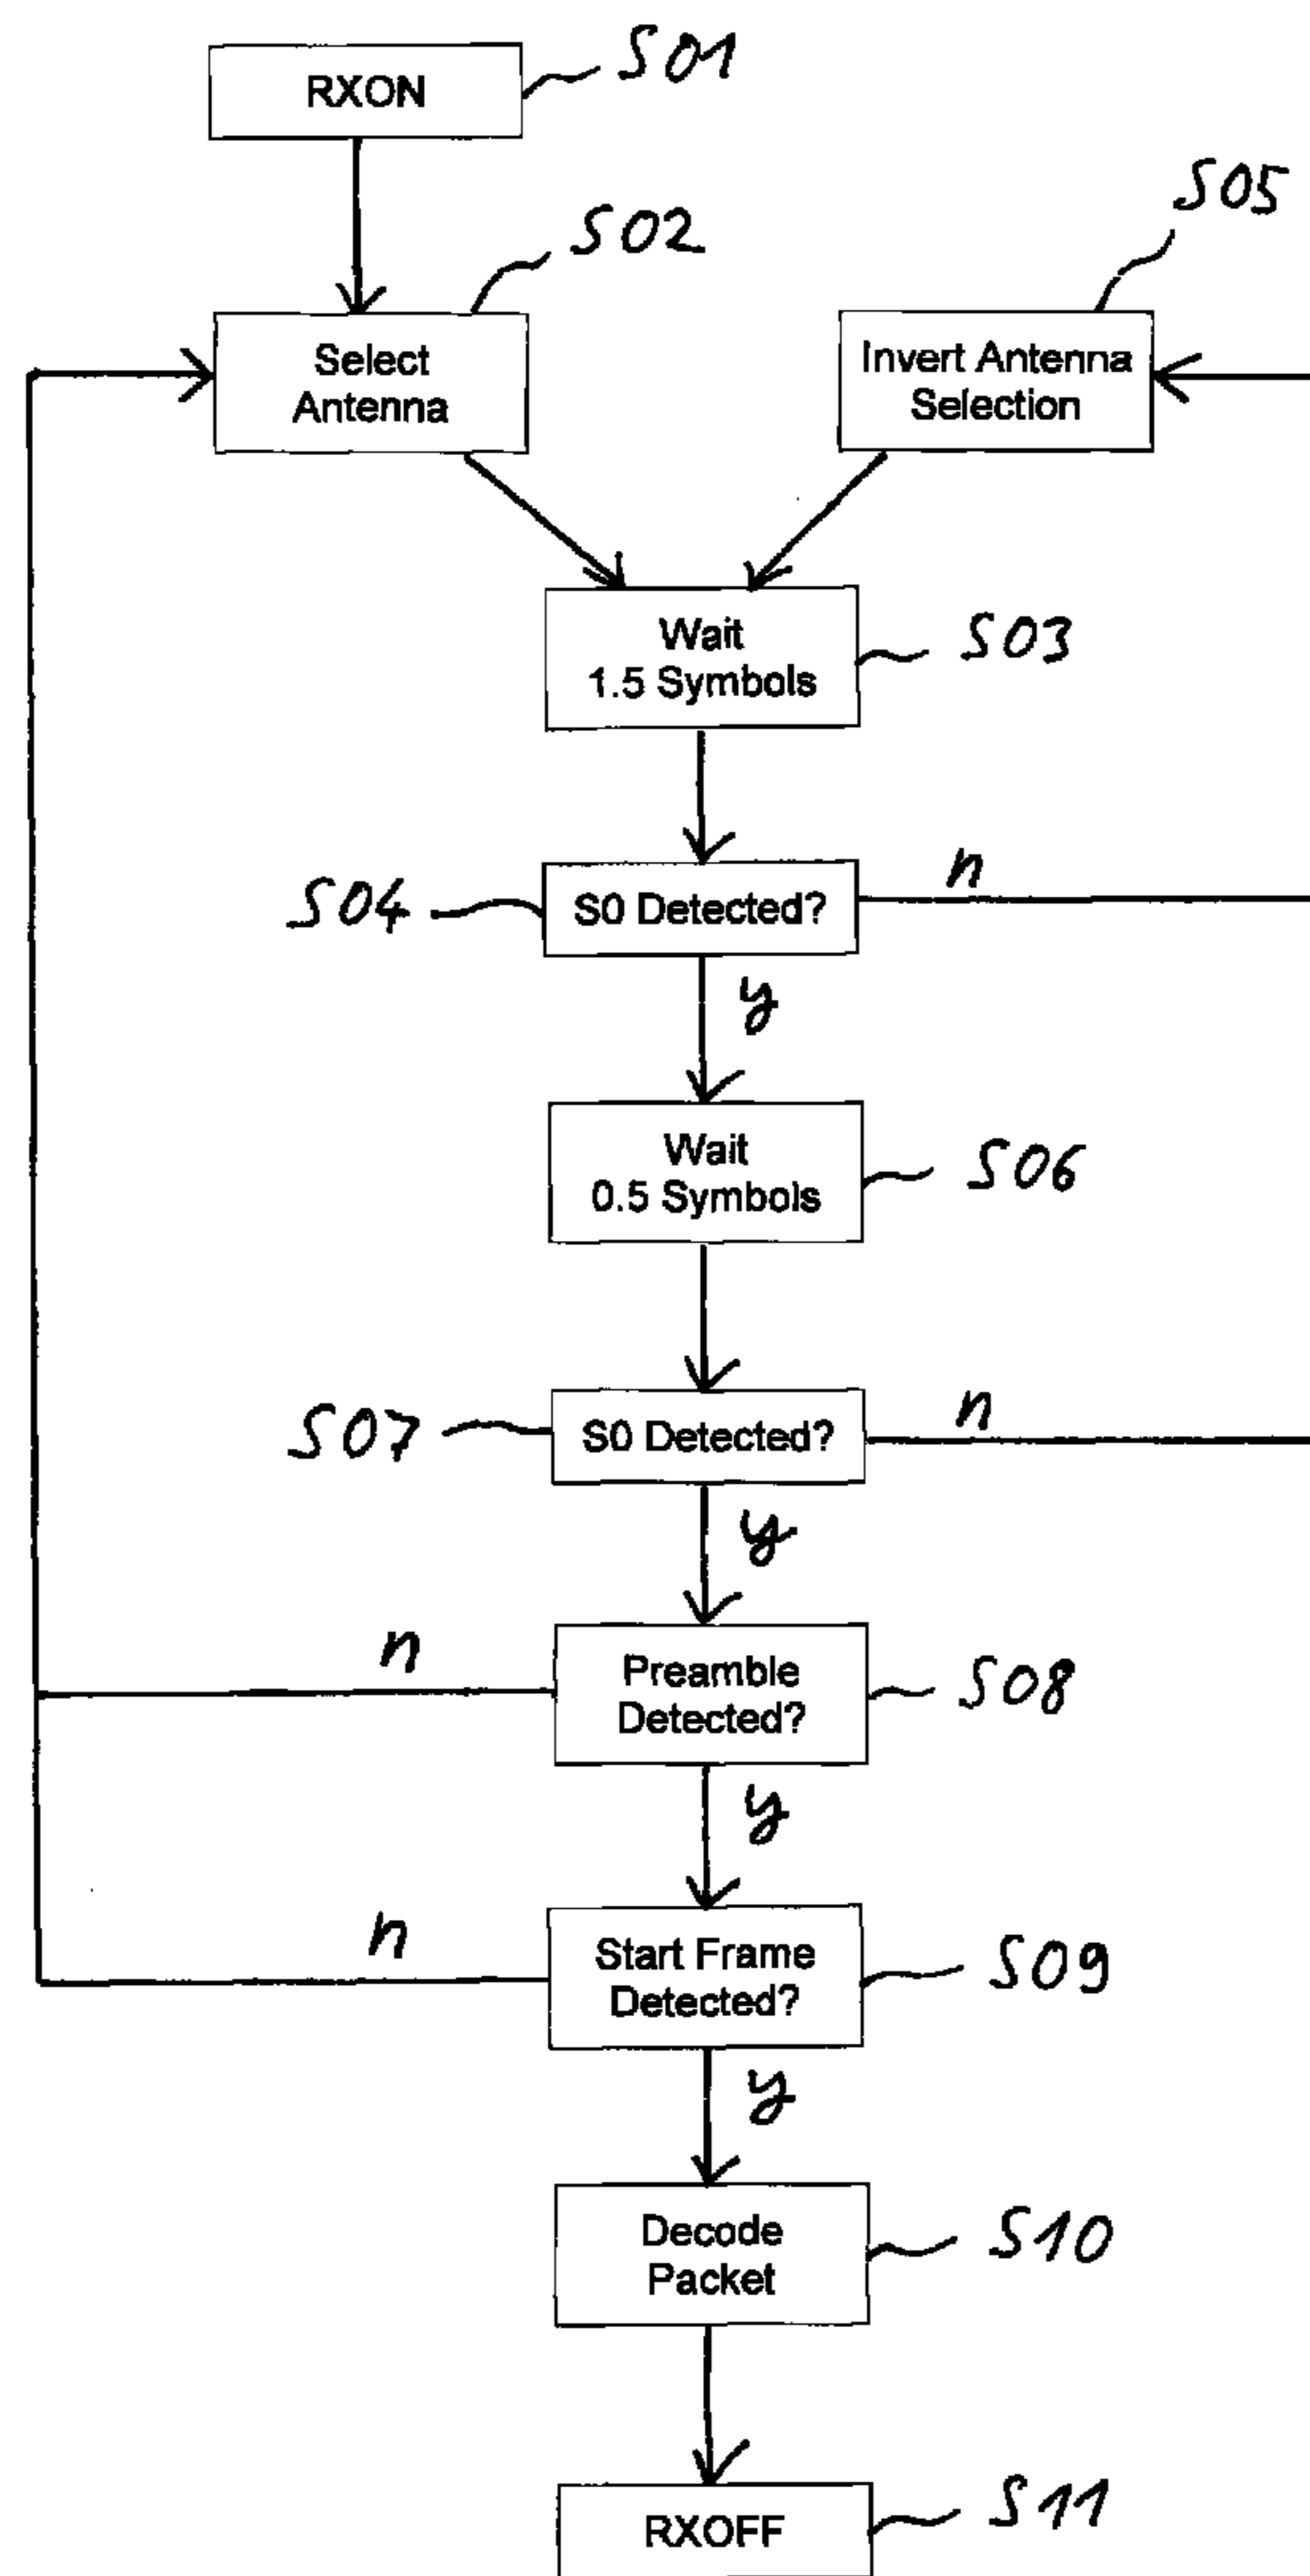 RXON
S01
S02
S05
Select
Antenna
Invert Antenna
Selection
Wait
1.5 Symbols
S03
S04
S0 Detected?
n
y
Wait
0.5 Symbols
S06
S07
S0 Detected?
n
y
n
Preamble
Detected?
S08
y
n
Start Frame
Detected?
S09
y
Decode
Packet
S10
RXOFF
S11